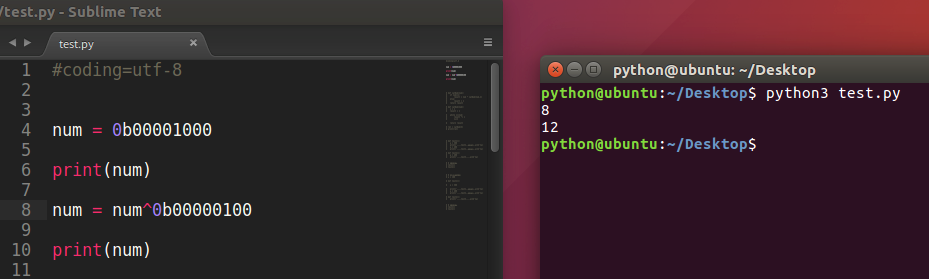 /test.py - Sublime Text
test.py
1 #coding=utf-8
2
3
4 num = 0b00001000
5
6 print(num)
7
8 num = num^0b00000100
9
10 print(num)
11
python@ubuntu: ~/Desktop
python@ubuntu:~/Desktop$ python3 test.py
8
12
python@ubuntu:~/Desktop$